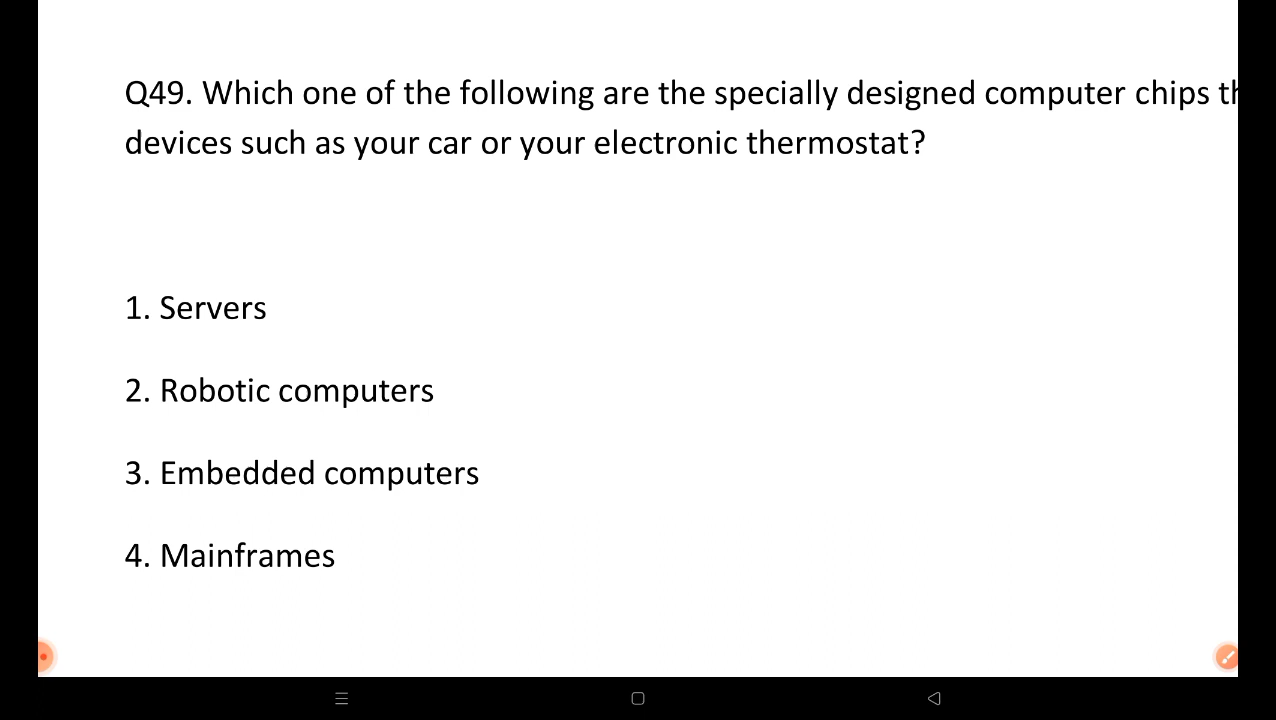 Q49. Which one of the following are the specially designed computer chips
devices such as your car or your electronic thermostat?
1. Servers
2. Robotic computers
3. Embedded computers
4. Mainframes